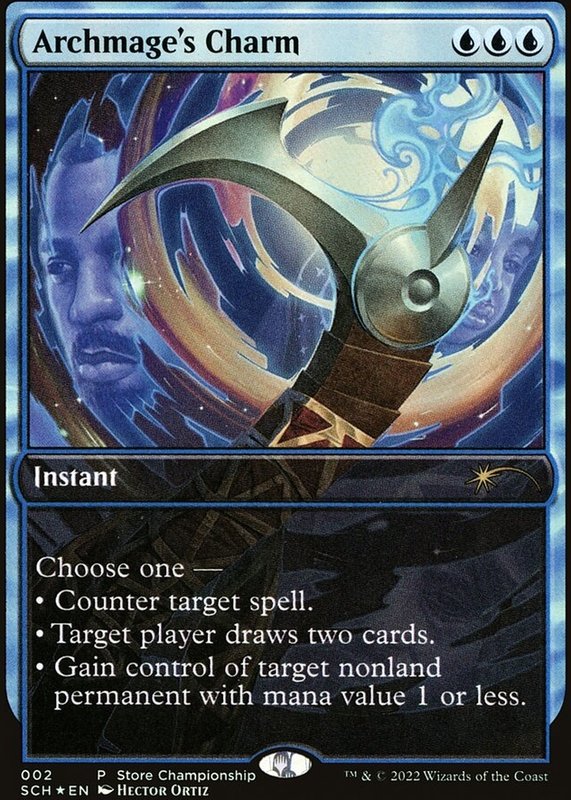 Archmage's Charm
Instant
Choose one —
• Counter target spell.
• Target player draws two cards.
• Gain control of target nonland
permanent with mana value 1 or less.
002 P Store Championship
SCH★EN Hector Ortiz
™ & © 2022 Wizards of the Coast